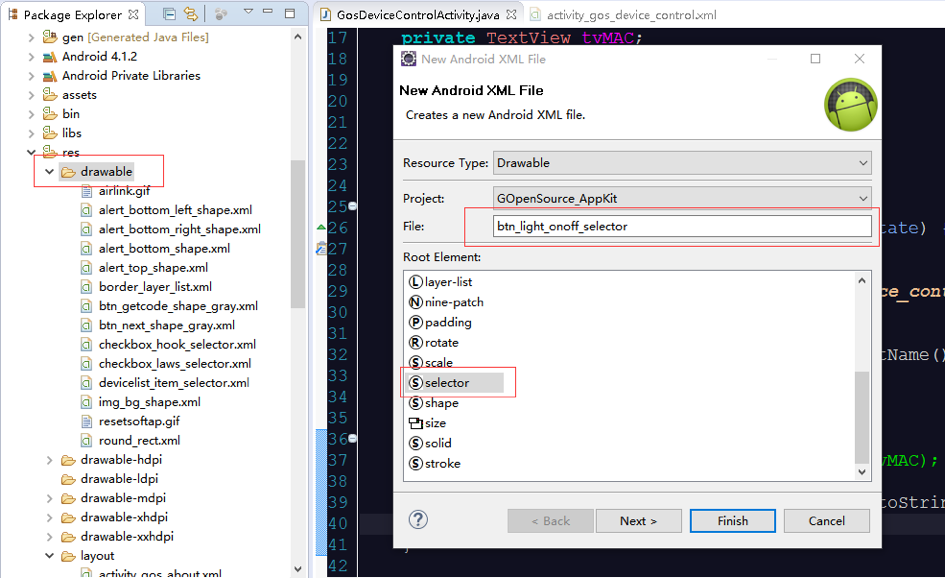 Package Explorer
gen [Generated Java Files]
Android 4.1.2
Android Private Libraries
assets
bin
libs
res
drawable
airlink.gif
alert_bottom_left_shape.xml
alert_bottom_right_shape.xml
alert_bottom_shape.xml
alert_top_shape.xml
border_layer_list.xml
btn_getcode_shape_gray.xml
btn_next_shape_gray.xml
checkbox_hook_selector.xml
checkbox_laws_selector.xml
devicelist_item_selector.xml
img_bg_shape.xml
resetsoftap.gif
round_rect.xml
drawable-hdpi
drawable-ldpi
drawable-mdpi
drawable-xhdpi
drawable-xxhdpi
layout
activity_gos_about.xml
GosDeviceControlActivity.java
activity_gos_device_control.xml
17 private TextView tvMAC;
18
19
20
21
22
23
24
25
26 tate) {
27
28
29 ce_con
30
31
32 tName()
33
34
35
36
37 vMAC);
38
39 toStrin
40
41 }
42
New Android XML File
New Android XML File
Creates a new Android XML file.
Resource Type: Drawable
Project: GOpenSource_AppKit
File: btn_light_onoff_selector
Root Element:
L layer-list
N nine-patch
P padding
R rotate
S scale
S selector
S shape
size
S solid
S stroke
? < Back Next > Finish Cancel